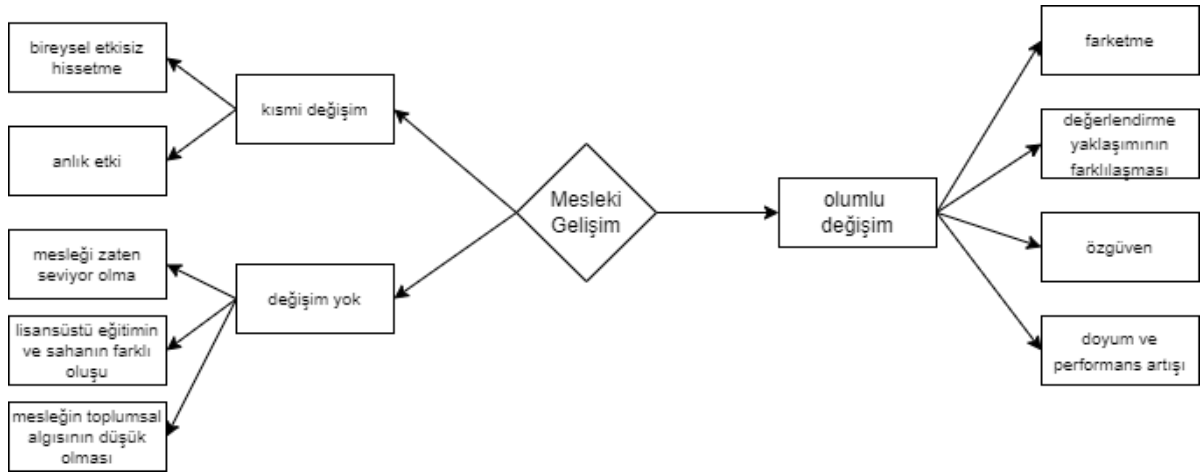 bireysel etkisiz
hissetme
anlık etki
kısmi değişim
mesleği zaten
seviyor olma
lisansüstü eğitimin
ve sahanın farklı
oluşu
mesleğin toplumsal
algısının düşük
olması
değişim yok
Mesleki
Gelişim
olumlu
değişim
farketme
değerlendirme
yaklaşımının
farklılaşması
özgüven
doyum ve
performans artışı